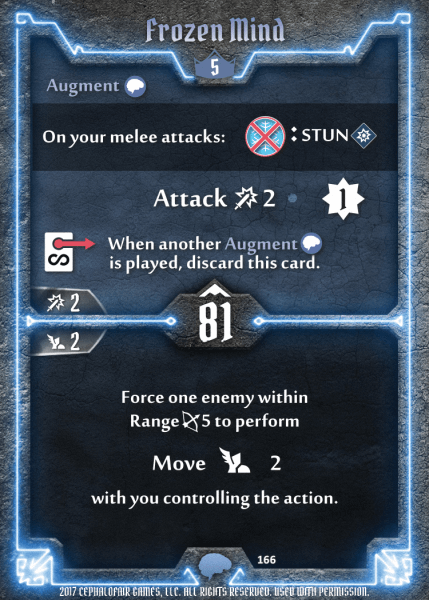 Frozen Mind
5
Augment
On your melee attacks: : STUN
Attack 2 1
When another Augment
is played, discard this card.
2
81
2
Force one enemy within
Range 5 to perform
Move 2
with you controlling the action.
166
2017 CEPHALOFAIR GAMES, LLC. ALL RIGHTS RESERVED. USED WITH PERMISSION.